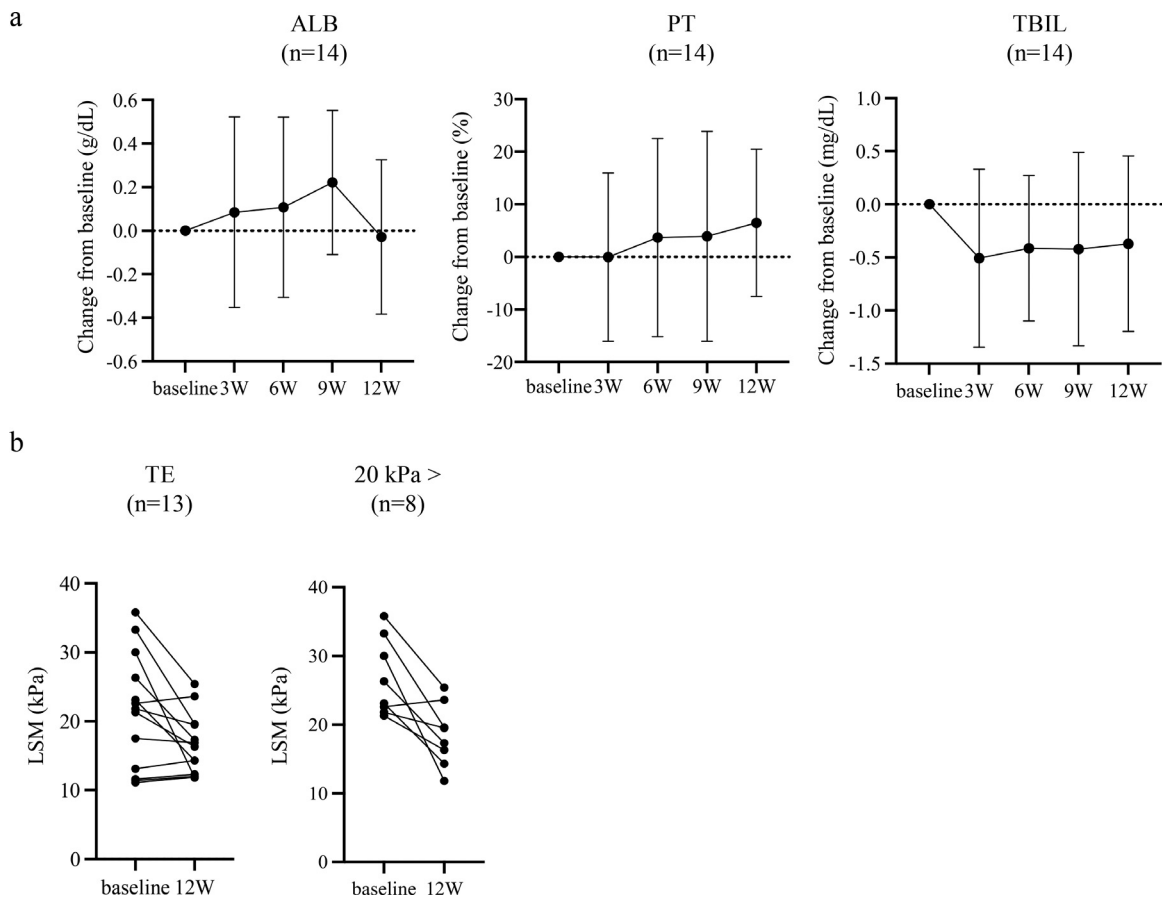 a
ALB
(n=14)
Change from baseline (g/dL)
0.6
0.4
0.2
0.0
-0.2
-0.4
-0.6
baseline 3W 6W 9W 12W
PT
(n=14)
Change from baseline (%)
30
20
10
0
-10
-20
baseline 3W 6W 9W 12W
TBIL
(n=14)
Change from baseline (mg/dL)
1.0
0.5
0.0
-0.5
-1.0
-1.5
baseline 3W 6W 9W 12W
b
TE
(n=13)
LSM (kPa)
40
30
20
10
0
baseline 12W
20 kPa >
(n=8)
LSM (kPa)
40
30
20
10
0
baseline 12W